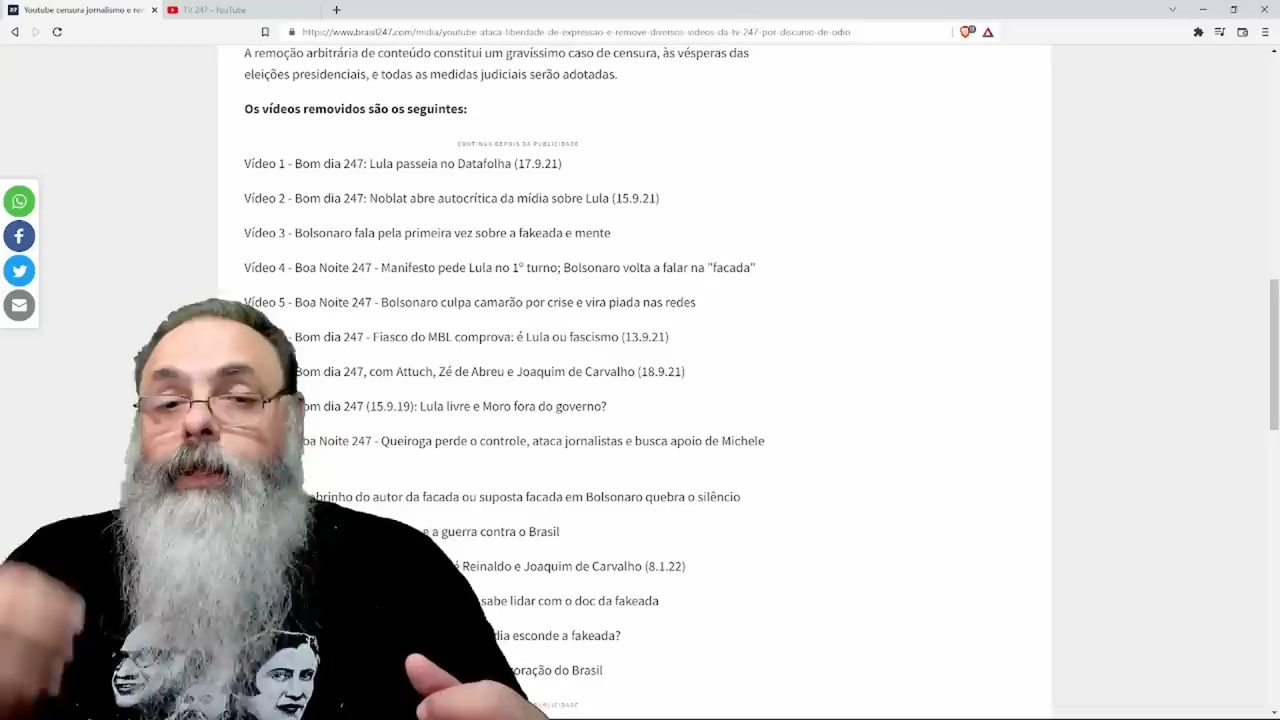 Youtube censura jornalismo e rem
TV 247 - YouTube
https://www.brasil247.com/midia/youtube-ataca-liberdade-de-expressao-e-remove-diversos-videos-da-tv-247-por-discurso-de-odio
A remoção arbitrária de conteúdo constitui um gravíssimo caso de censura, às vésperas das
eleições presidenciais, e todas as medidas judiciais serão adotadas.
Os vídeos removidos são os seguintes:
CONTINUA DEPOIS DA PUBLICIDADE
Vídeo 1 - Bom dia 247: Lula passeia no Datafolha (17.9.21)
Vídeo 2 - Bom dia 247: Noblat abre autocrítica da mídia sobre Lula (15.9.21)
Vídeo 3 - Bolsonaro fala pela primeira vez sobre a fakeada e mente
Vídeo 4 - Boa Noite 247 - Manifesto pede Lula no 1º turno; Bolsonaro volta a falar na "facada"
Vídeo 5 - Boa Noite 247 - Bolsonaro culpa camarão por crise e vira piada nas redes
- Bom dia 247 - Fiasco do MBL comprova: é Lula ou fascismo (13.9.21)
Bom dia 247, com Attuch, Zé de Abreu e Joaquim de Carvalho (18.9.21)
om dia 247 (15.9.19): Lula livre e Moro fora do governo?
oa Noite 247 - Queiroga perde o controle, ataca jornalistas e busca apoio de Michele
brinho do autor da facada ou suposta facada em Bolsonaro quebra o silêncio
e a guerra contra o Brasil
é Reinaldo e Joaquim de Carvalho (8.1.22)
sabe lidar com o doc da fakeada
dia esconde a fakeada?
oração do Brasil
PUBLICIDADE